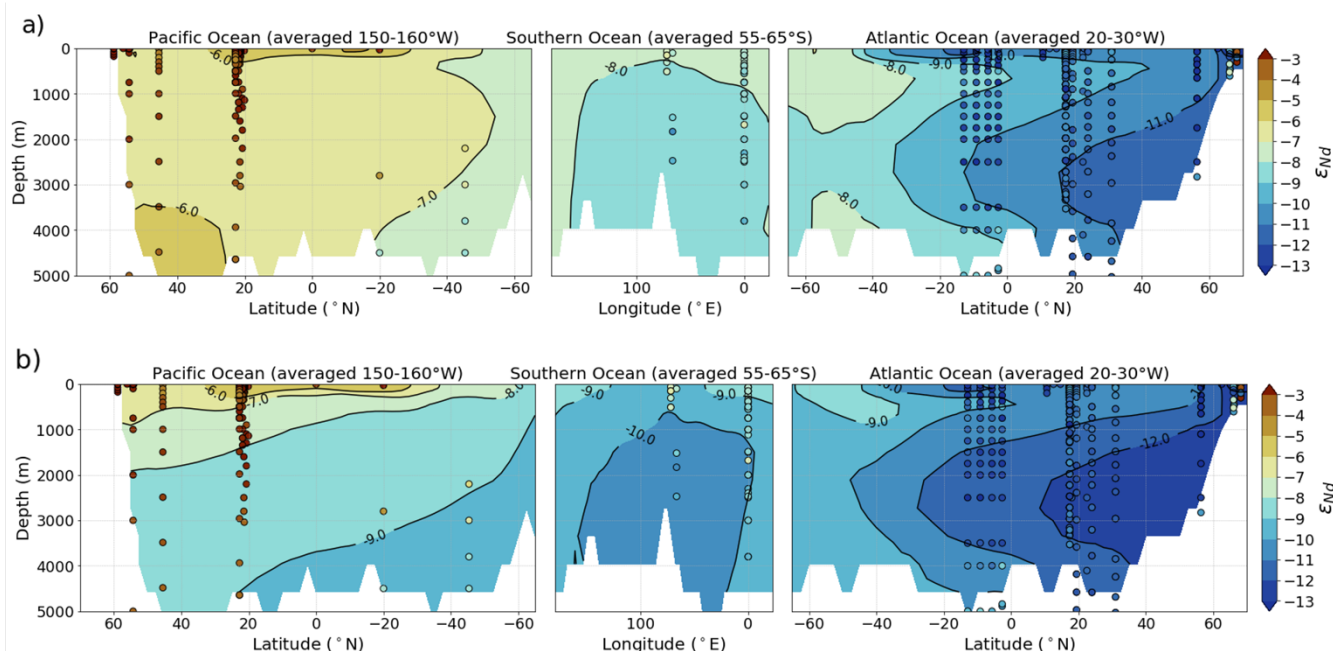 a)
Pacific Ocean (averaged 150-160°W)
Southern Ocean (averaged 55-65°S)
Atlantic Ocean (averaged 20-30°W)
0
1000
2000
3000
4000
5000
Depth (m)
-6.0
-6.0
-7.0
-8.0
-8.0
-9.0
-11.0
-8.0
60 40 20 0 −20 −40 −60
Latitude (°N)
100 0
Longitude (°E)
−60 −40 −20 0 20 40 60
Latitude (°N)
−3
−4
−5
−6
−7
−8
−9
−10
−11
−12
−13
εNd
b)
Pacific Ocean (averaged 150-160°W)
Southern Ocean (averaged 55-65°S)
Atlantic Ocean (averaged 20-30°W)
0
1000
2000
3000
4000
5000
Depth (m)
-6.0
-7.0
-8.0
-9.0
-9.0
-9.0
-10.0
-9.0
-12.0
60 40 20 0 −20 −40 −60
Latitude (°N)
100 0
Longitude (°E)
−60 −40 −20 0 20 40 60
Latitude (°N)
−3
−4
−5
−6
−7
−8
−9
−10
−11
−12
−13
εNd